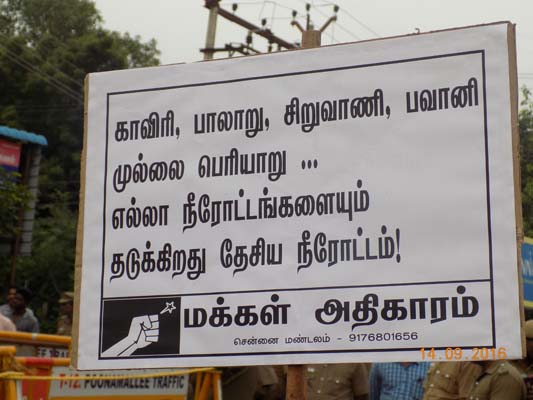 காவிரி, பாலாறு, சிறுவாணி, பவானி
முல்லை பெரியாறு ...
எல்லா நீரோட்டங்களையும்
தடுக்கிறது தேசிய நீரோட்டம்!
மக்கள் அதிகாரம்
சென்னை மண்டலம் - 9176801656
14.09.2016
T-12. POONAMALLEE TRAFFIC